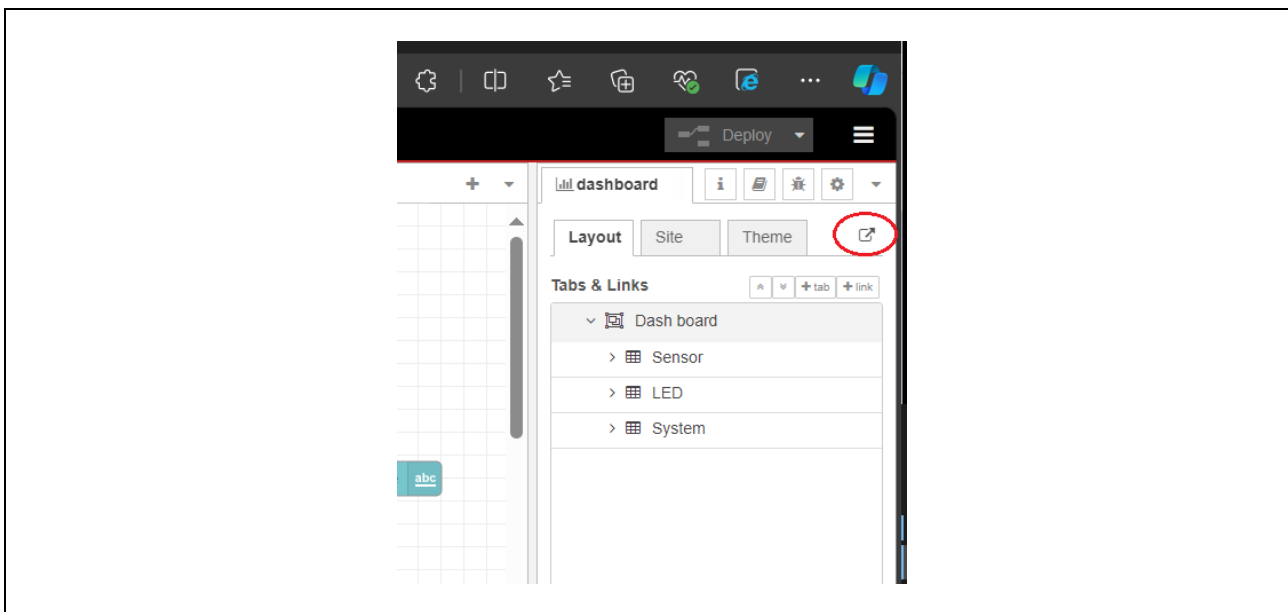 Deploy
dashboard
i
Layout Site Theme
Tabs & Links + tab + link
Dash board
Sensor
LED
System
abc